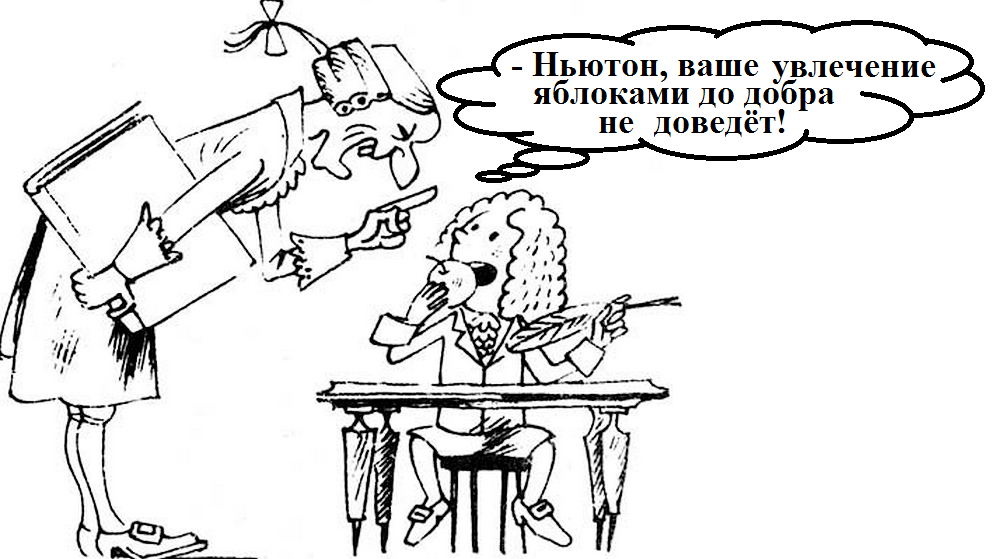 - Ньютон, ваше увлечение
яблоками до добра
не доведёт!